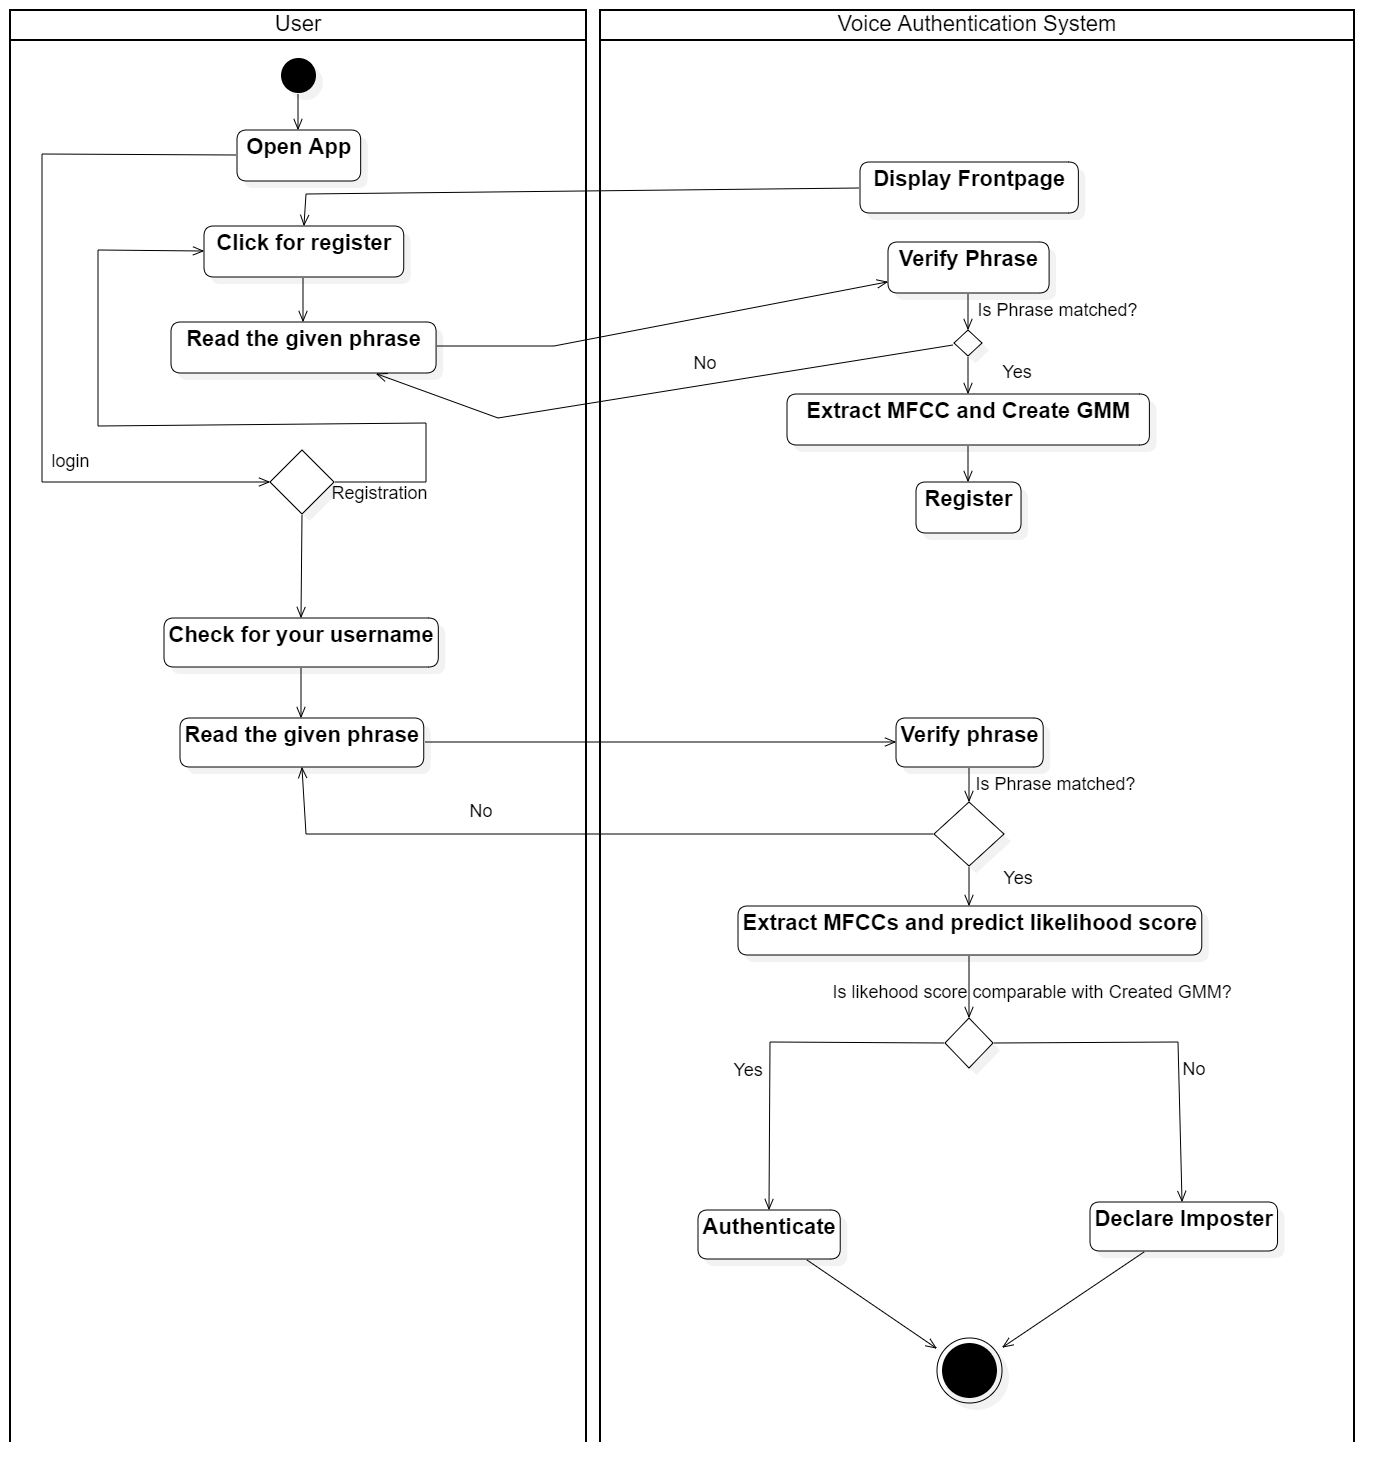 User
Voice Authentication System
Open App
Display Frontpage
Click for register
Verify Phrase
Is Phrase matched?
Read the given phrase
No
Yes
Extract MFCC and Create GMM
login
Registration
Register
Check for your username
Read the given phrase
Verify phrase
Is Phrase matched?
No
Yes
Extract MFCCs and predict likelihood score
Is likehood score comparable with Created GMM?
Yes
No
Authenticate
Declare Imposter